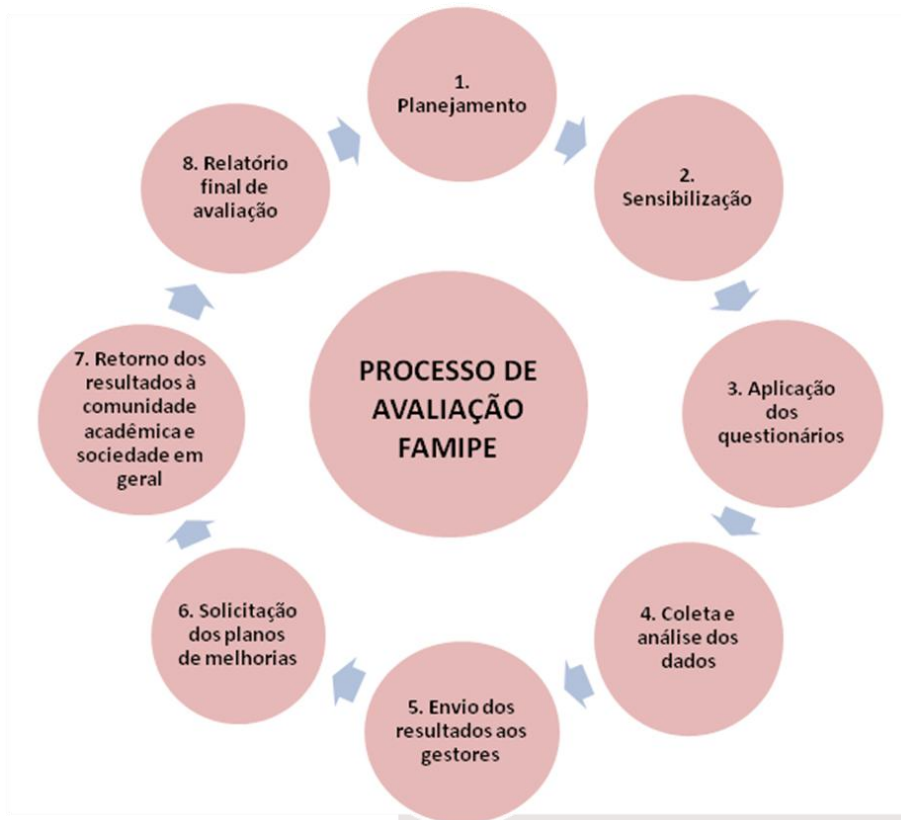 1.
Planejamento
2.
Sensibilização
3. Aplicação
dos
questionários
4. Coleta e
análise dos
dados
5. Envio dos
resultados aos
gestores
6. Solicitação
dos planos
de melhorias
7. Retorno dos
resultados à
comunidade
acadêmica e
sociedade em
geral
8. Relatório
final de
avaliação
PROCESSO DE
AVALIAÇÃO
FAMIPE